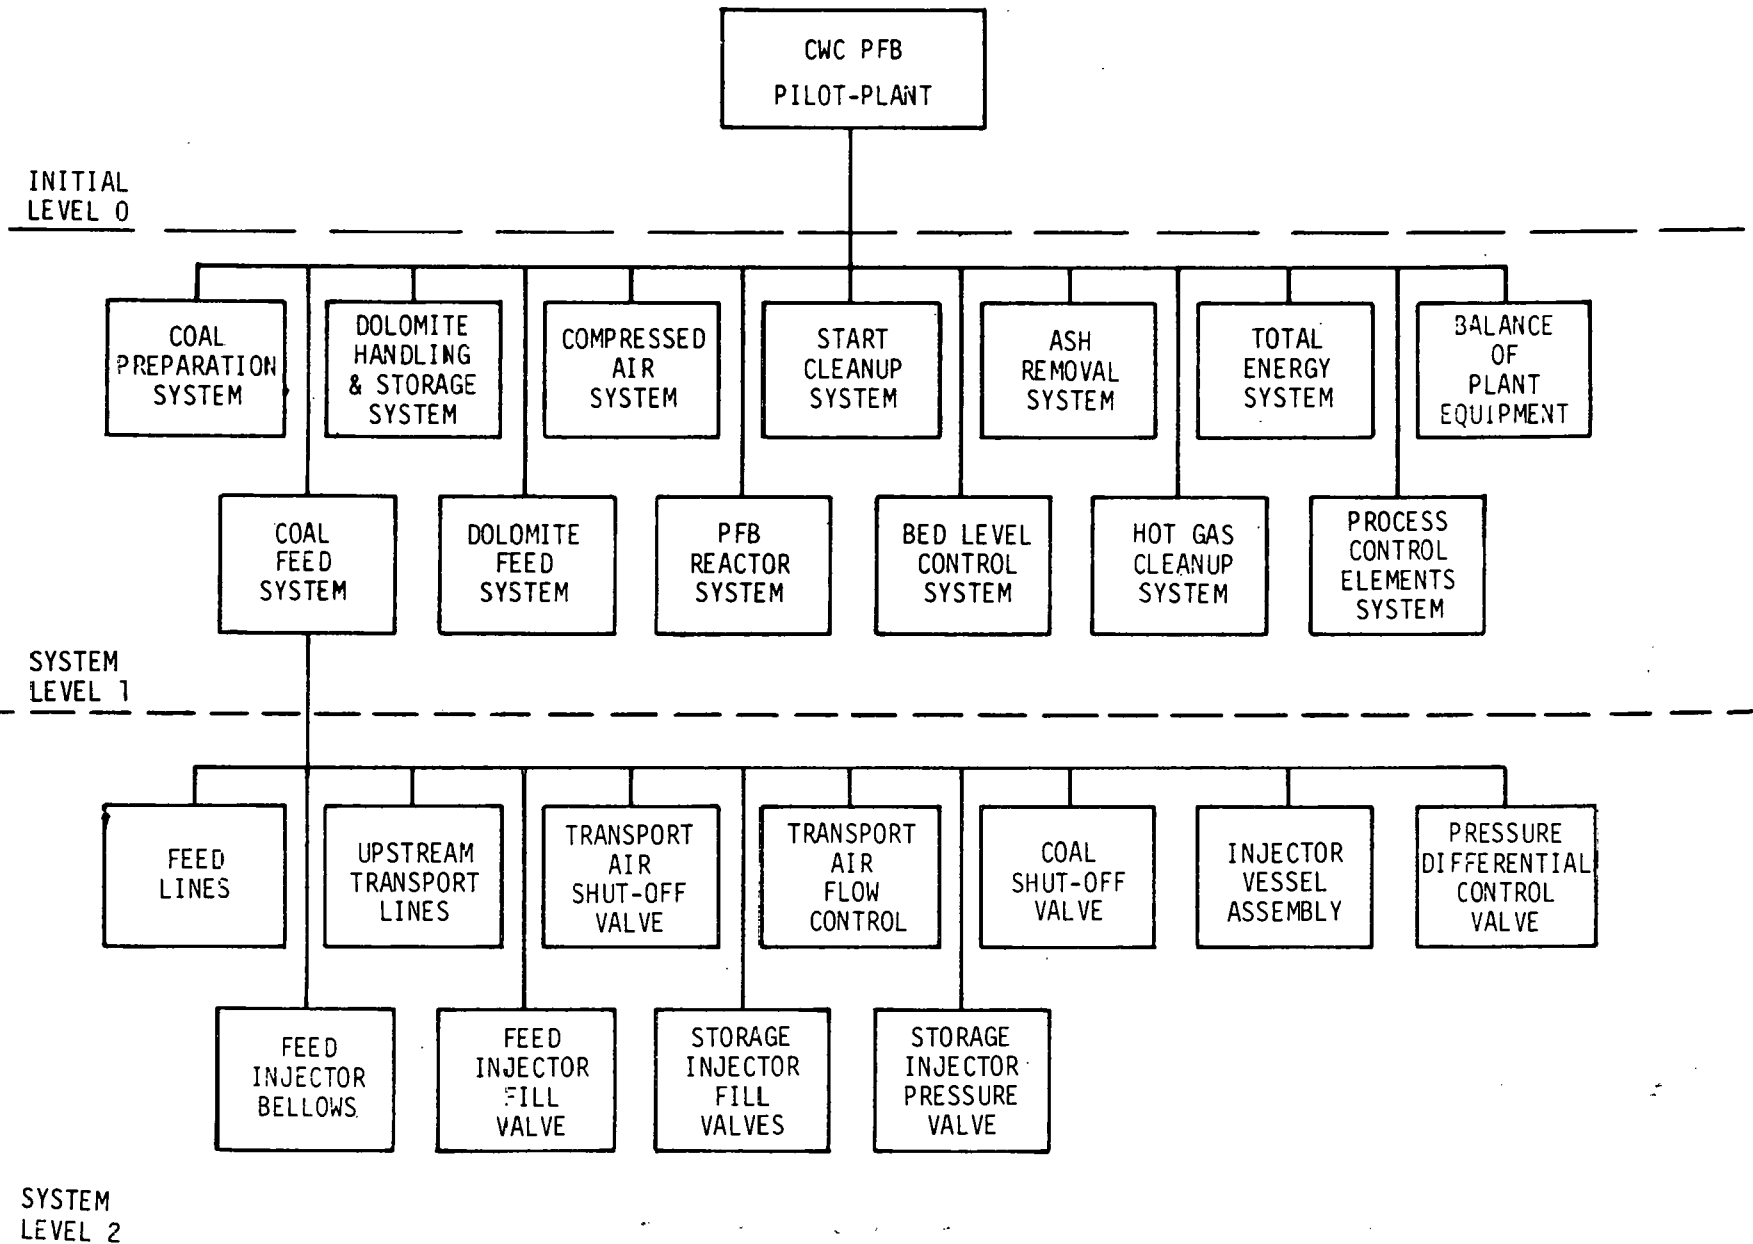 CWC PFB
PILOT-PLANT
INITIAL
LEVEL 0
COAL
PREPARATION
SYSTEM
DOLOMITE
HANDLING
& STORAGE
SYSTEM
COMPRESSED
AIR
SYSTEM
START
CLEANUP
SYSTEM
ASH
REMOVAL
SYSTEM
TOTAL
ENERGY
SYSTEM
BALANCE
OF
PLANT
EQUIPMENT
COAL
FEED
SYSTEM
DOLOMITE
FEED
SYSTEM
PFB
REACTOR
SYSTEM
BED LEVEL
CONTROL
SYSTEM
HOT GAS
CLEANUP
SYSTEM
PROCESS
CONTROL
ELEMENTS
SYSTEM
SYSTEM
LEVEL 1
FEED
LINES
UPSTREAM
TRANSPORT
LINES
TRANSPORT
AIR
SHUT-OFF
VALVE
TRANSPORT
AIR
FLOW
CONTROL
COAL
SHUT-OFF
VALVE
INJECTOR
VESSEL
ASSEMBLY
PRESSURE
DIFFERENTIAL
CONTROL
VALVE
FEED
INJECTOR
BELLOWS
FEED
INJECTOR
FILL
VALVE
STORAGE
INJECTOR
FILL
VALVES
STORAGE
INJECTOR
PRESSURE
VALVE
SYSTEM
LEVEL 2